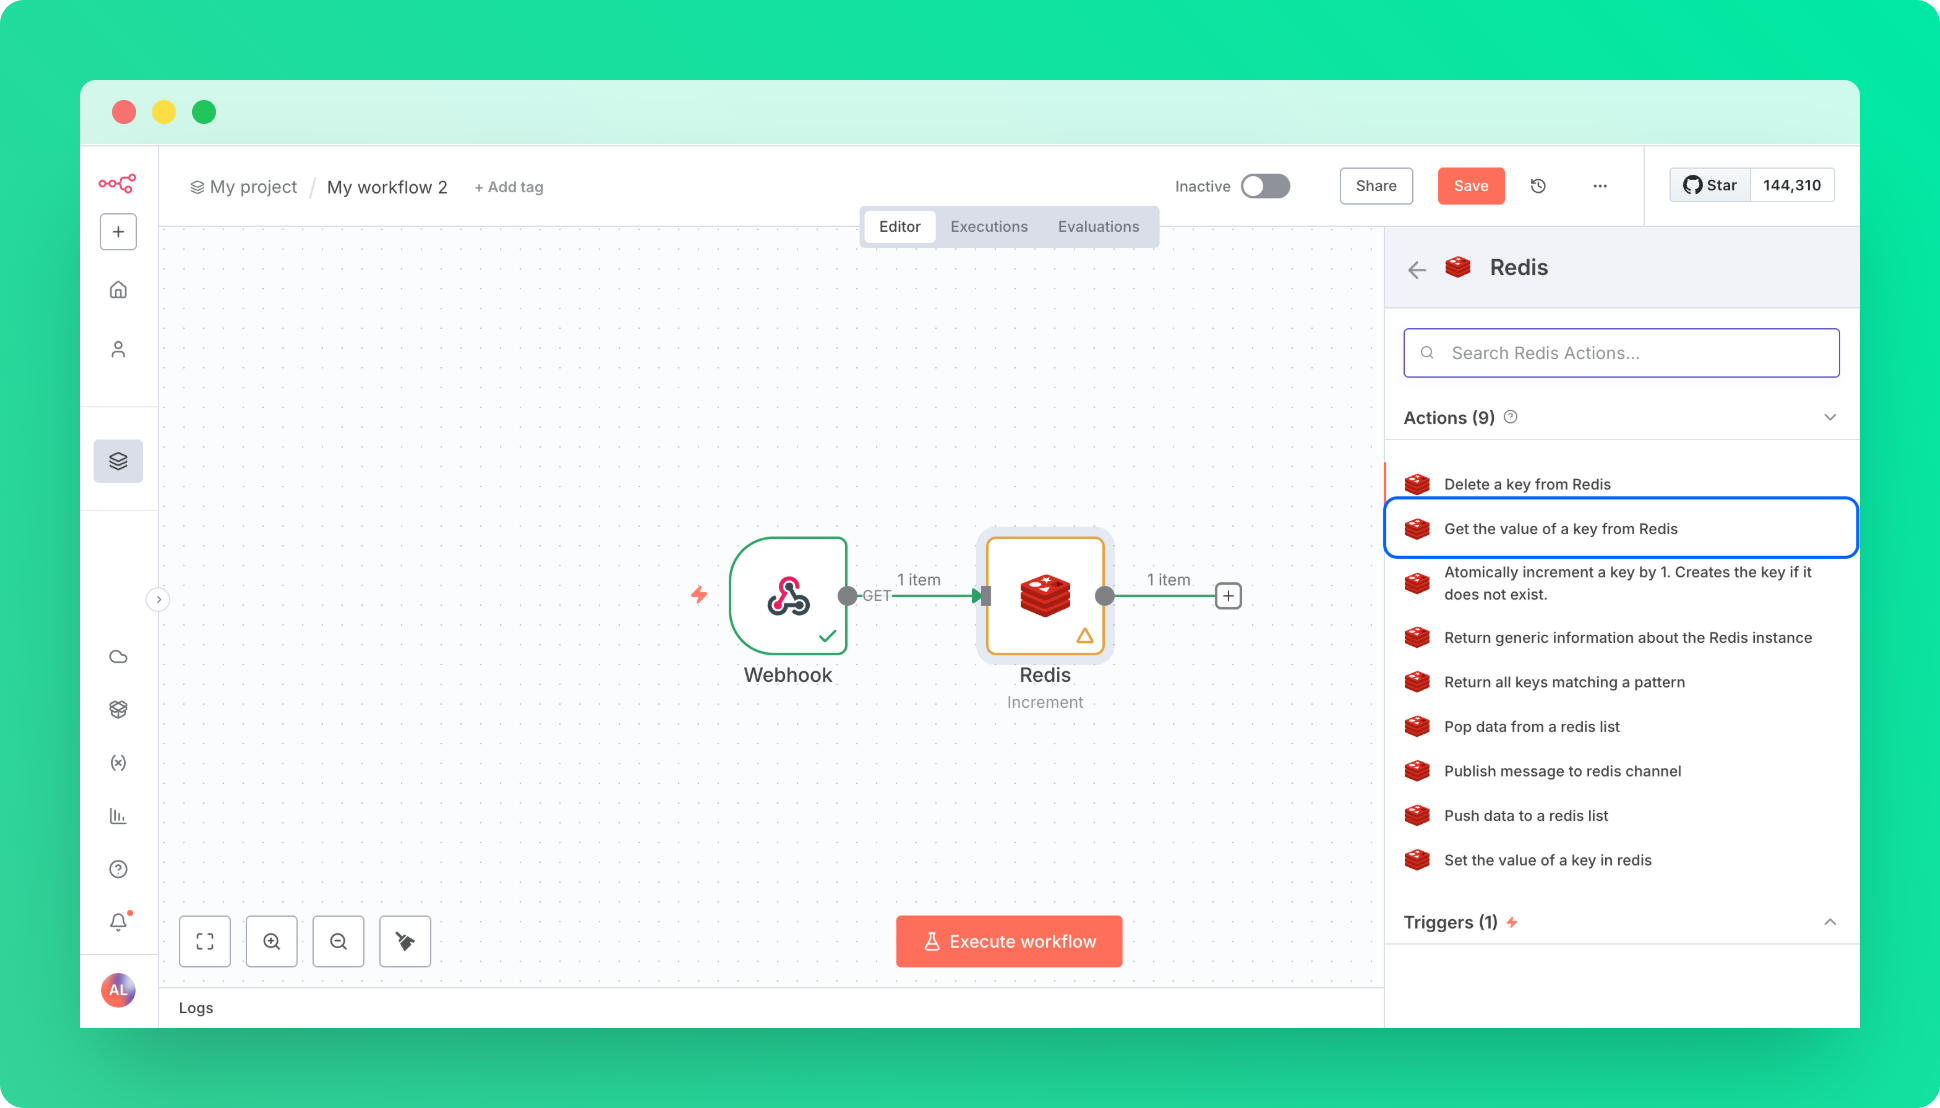 My project / My workflow 2 + Add tag
Inactive
Share
Save
Star 144,310
Editor Executions Evaluations
Redis
Search Redis Actions...
Actions (9)
Delete a key from Redis
Get the value of a key from Redis
Atomically increment a key by 1. Creates the key if it
does not exist.
Return generic information about the Redis instance
Return all keys matching a pattern
Pop data from a redis list
Publish message to redis channel
Push data to a redis list
Set the value of a key in redis
Triggers (1)
GET
1 item
1 item
Webhook
Redis
Increment
Execute workflow
AL
Logs